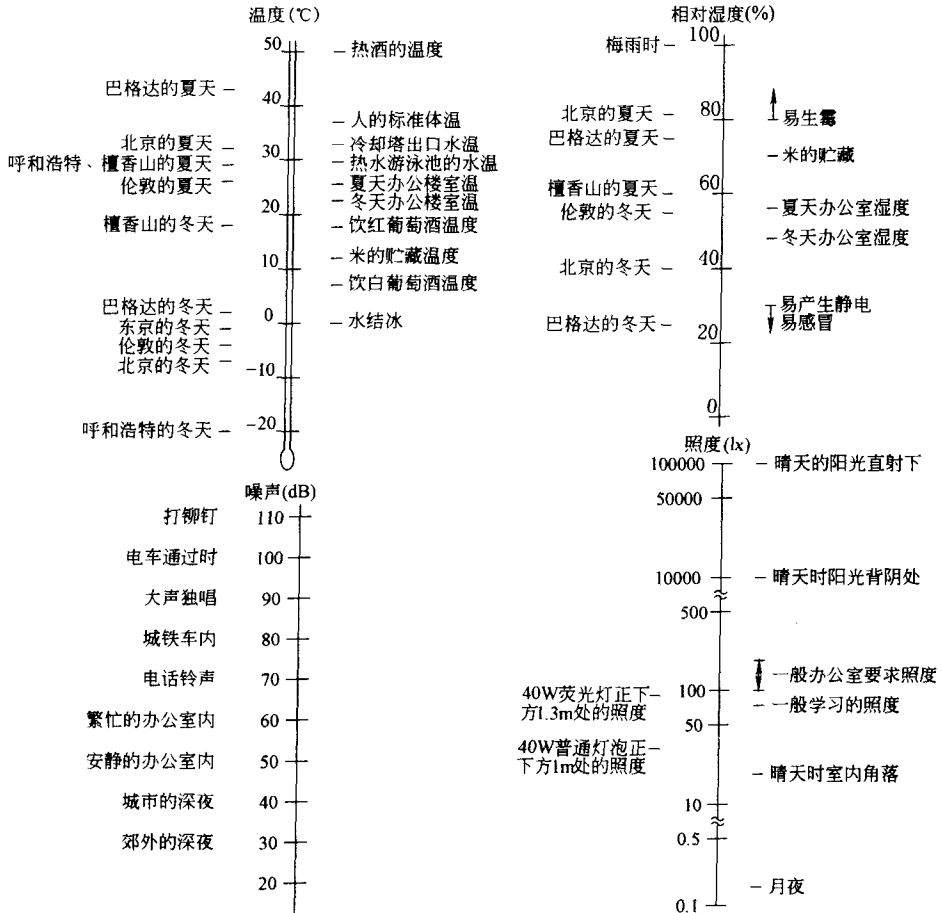 温度(℃)
50
热酒的温度
巴格达的夏天
40
人的标准体温
北京的夏天
冷却塔出口水温
呼和浩特、檀香山的夏天
30
热水游泳池的水温
伦敦的夏天
夏天办公楼室温
冬天办公楼室温
20
檀香山的冬天
饮红葡萄酒温度
米的贮藏温度
10
饮白葡萄酒温度
巴格达的冬天
0
水结冰
东京的冬天
伦敦的冬天
北京的冬天
-10
呼和浩特的冬天
-20
相对湿度(%)
100
梅雨时
北京的夏天
80
易生霉
巴格达的夏天
米的贮藏
檀香山的夏天
60
伦敦的冬天
夏天办公室湿度
冬天办公室湿度
北京的冬天
40
易产生静电
巴格达的冬天
易感冒
20
0
噪声(dB)
打铆钉
110
电车通过时
100
大声独唱
90
城铁车内
80
电话铃声
70
繁忙的办公室内
60
安静的办公室内
50
城市的深夜
40
郊外的深夜
30
20
照度(lx)
100000
晴天的阳光直射下
50000
10000
晴天时阳光背阴处
500
一般办公室要求照度
40W荧光灯正下
方1.3m处的照度
100
一般学习的照度
50
40W普通灯泡正
下方1m处的照度
晴天时室内角落
10
0.5
月夜
0.1